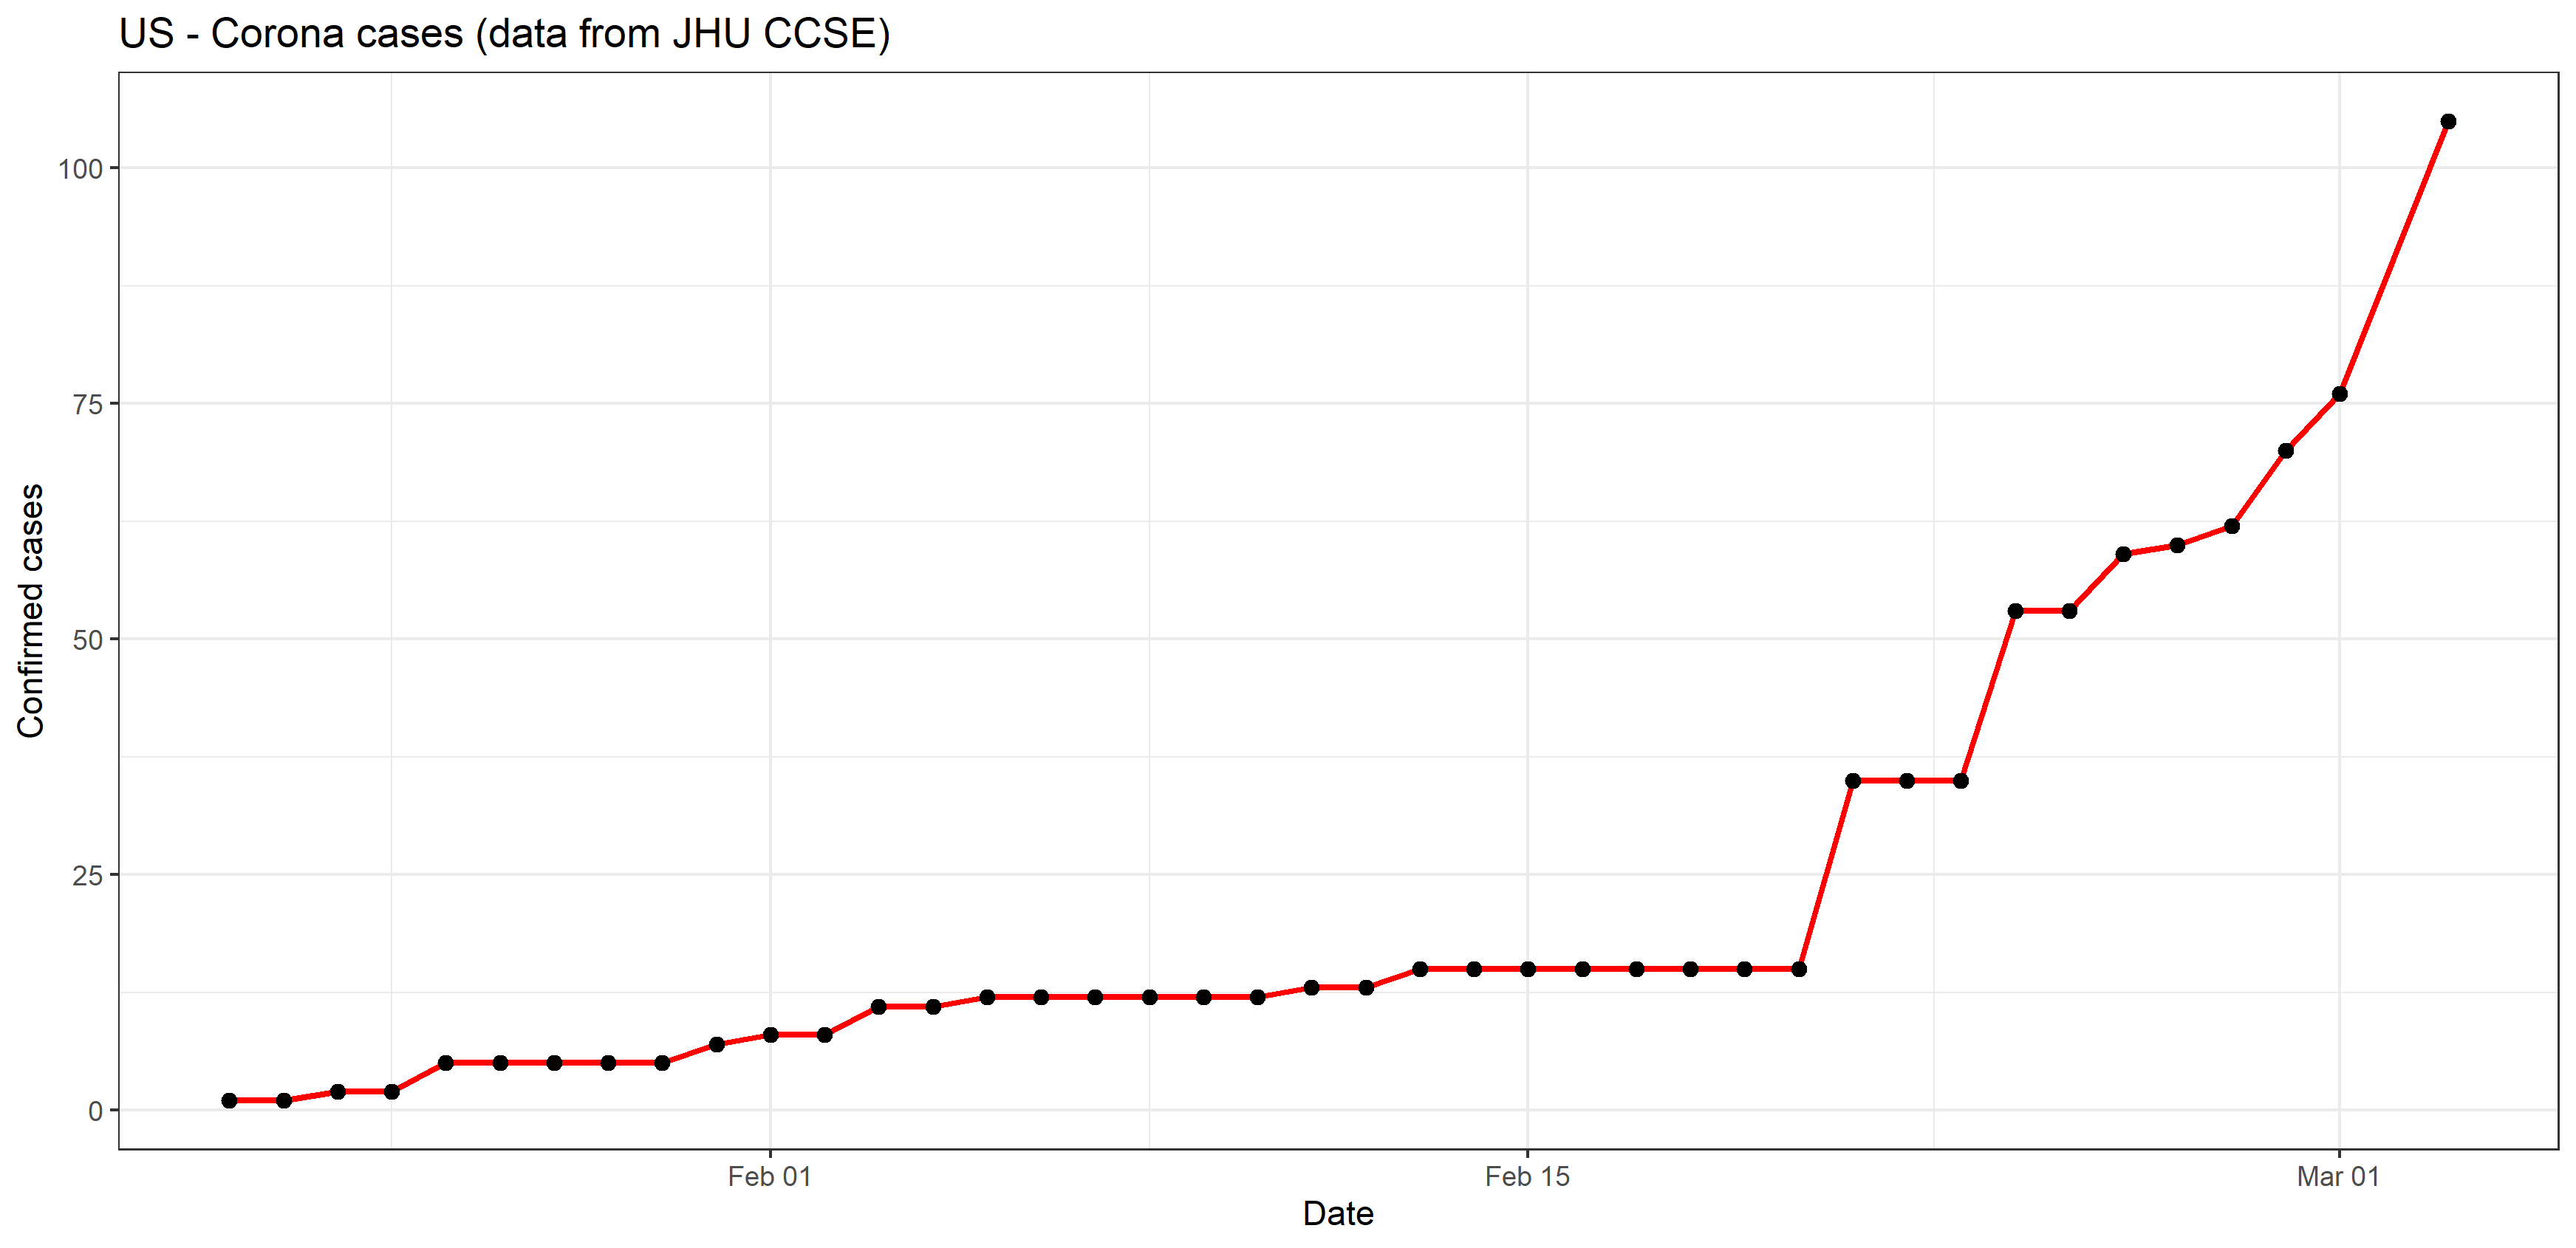 US - Corona cases (data from JHU CCSE)
Confirmed cases
100
75
50
25
0
Feb 01
Feb 15
Mar 01
Date